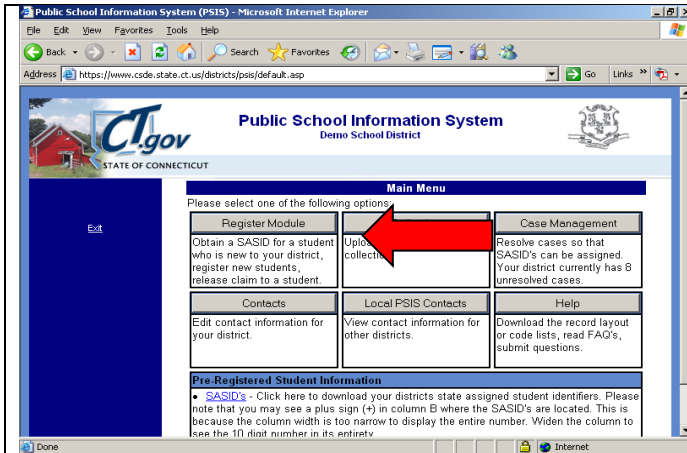 Public School Information System (PSIS) - Microsoft Internet Explorer
File Edit View Favorites Tools Help
Back Search Favorites
Address https://www.csde.state.ct.us/districts/psis/default.asp Go Links »
CT.gov
STATE OF CONNECTICUT
Public School Information System
Demo School District
Exit
Main Menu
Please select one of the following options:
Register Module
Obtain a SASID for a student
who is new to your district,
register new students,
release claim to a student.
Case Management
Resolve cases so that
SASID's can be assigned.
Your district currently has 8
unresolved cases.
Contacts
Edit contact information for
your district.
Local PSIS Contacts
View contact information for
other districts.
Help
Download the record layout
or code lists, read FAQ's,
submit questions.
Pre-Registered Student Information
• SASID's - Click here to download your districts state assigned student identifiers. Please
note that you may see a plus sign (+) in column B where the SASID's are located. This is
because the column width is too narrow to display the entire number. Widen the column to
see the 10 digit number in its entirety.
Done Internet